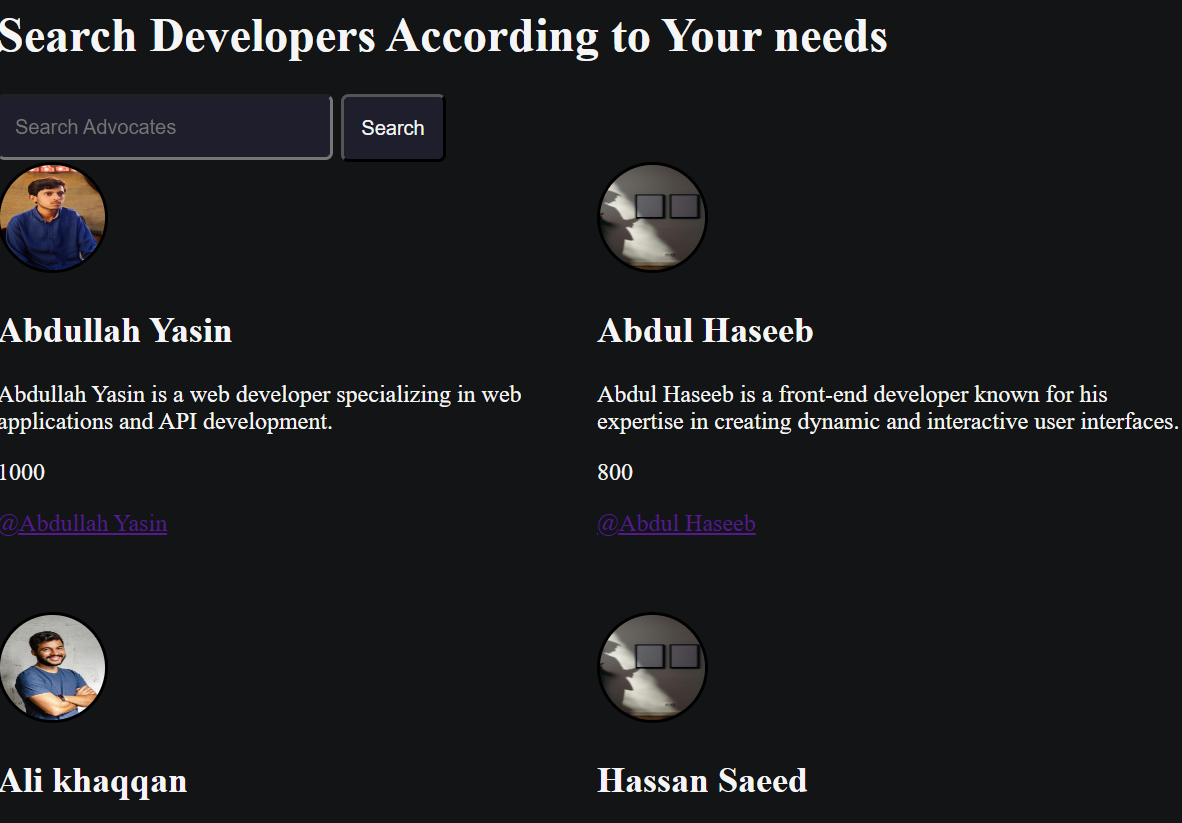 Search Developers According to Your needs
Search Advocates
Search
Abdullah Yasin
Abdullah Yasin is a web developer specializing in web
applications and API development.
1000
@Abdullah Yasin
Abdul Haseeb
Abdul Haseeb is a front-end developer known for his
expertise in creating dynamic and interactive user interfaces.
800
@Abdul Haseeb
Ali khaqqan
Hassan Saeed